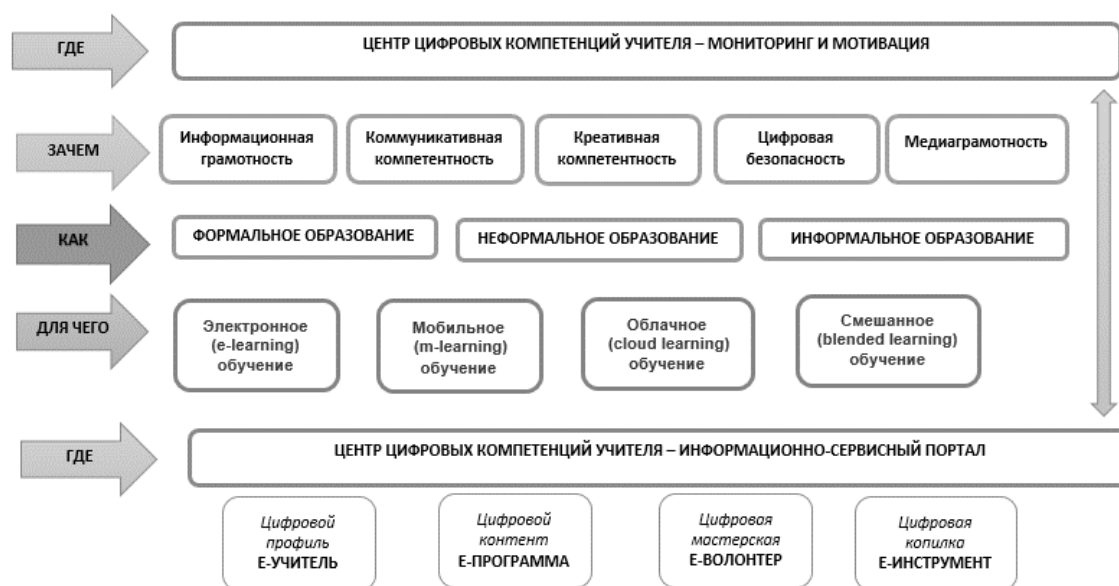 ГДЕ
ЦЕНТР ЦИФРОВЫХ КОМПЕТЕНЦИЙ УЧИТЕЛЯ – МОНИТОРИНГ И МОТИВАЦИЯ
ЗАЧЕМ
Информационная
грамотность
Коммуникативная
компетентность
Креативная
компетентность
Цифровая
безопасность
Медиаграмотность
КАК
ФОРМАЛЬНОЕ ОБРАЗОВАНИЕ
НЕФОРМАЛЬНОЕ ОБРАЗОВАНИЕ
ИНФОРМАЛЬНОЕ ОБРАЗОВАНИЕ
ДЛЯ ЧЕГО
Электронное
(e-learning)
обучение
Мобильное
(m-learning)
обучение
Облачное
(cloud learning)
обучение
Смешанное
(blended learning)
обучение
ГДЕ
ЦЕНТР ЦИФРОВЫХ КОМПЕТЕНЦИЙ УЧИТЕЛЯ – ИНФОРМАЦИОННО-СЕРВИСНЫЙ ПОРТАЛ
Цифровой
профиль
Е-УЧИТЕЛЬ
Цифровой
контент
Е-ПРОГРАММА
Цифровая
мастерская
Е-ВОЛОНТЕР
Цифровая
копилка
Е-ИНСТРУМЕНТ